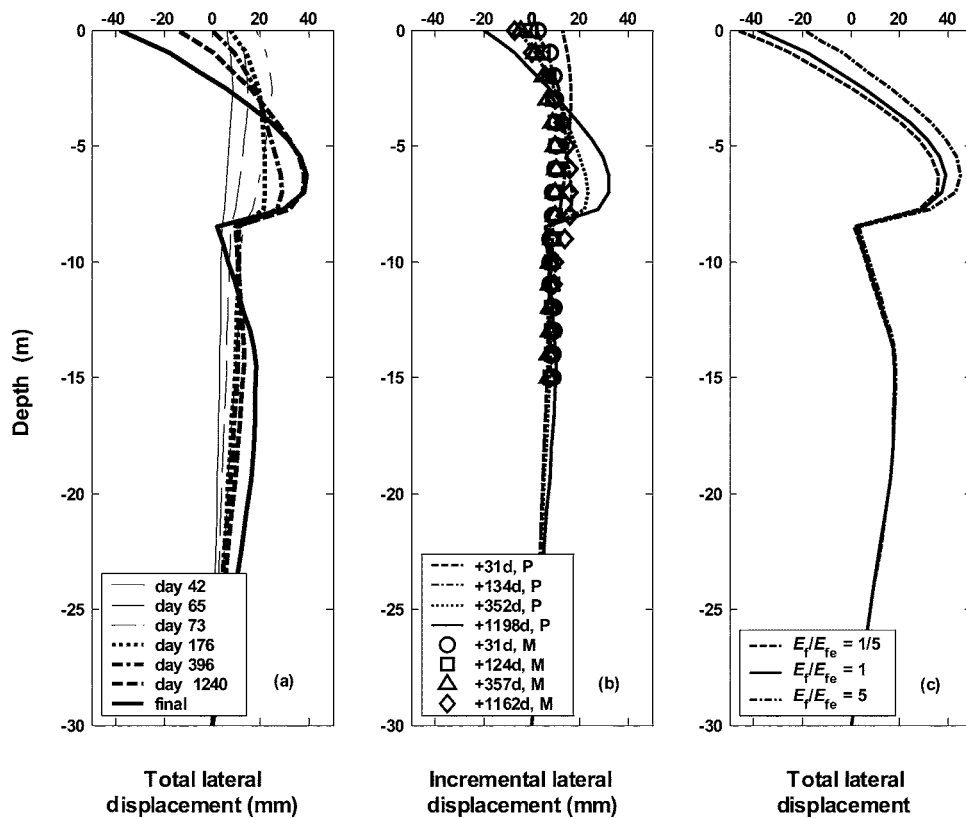 -40 -20 0 20 40
-40 -20 0 20 40
-40 -20 0 20 40
0
-5
-10
-15
-20
-25
-30
0
-5
-10
-15
-20
-25
-30
0
-5
-10
-15
-20
-25
-30
Depth (m)
day 42
day 65
day 73
day 176
day 396
day 1240
final
(a)
+31d, P
+134d, P
+352d, P
+1198d, P
+31d, M
+124d, M
+357d, M
+1162d, M
(b)
Ef/Efe = 1/5
Ef/Efe = 1
Ef/Efe = 5
(c)
Total lateral
displacement (mm)
Incremental lateral
displacement (mm)
Total lateral
displacement